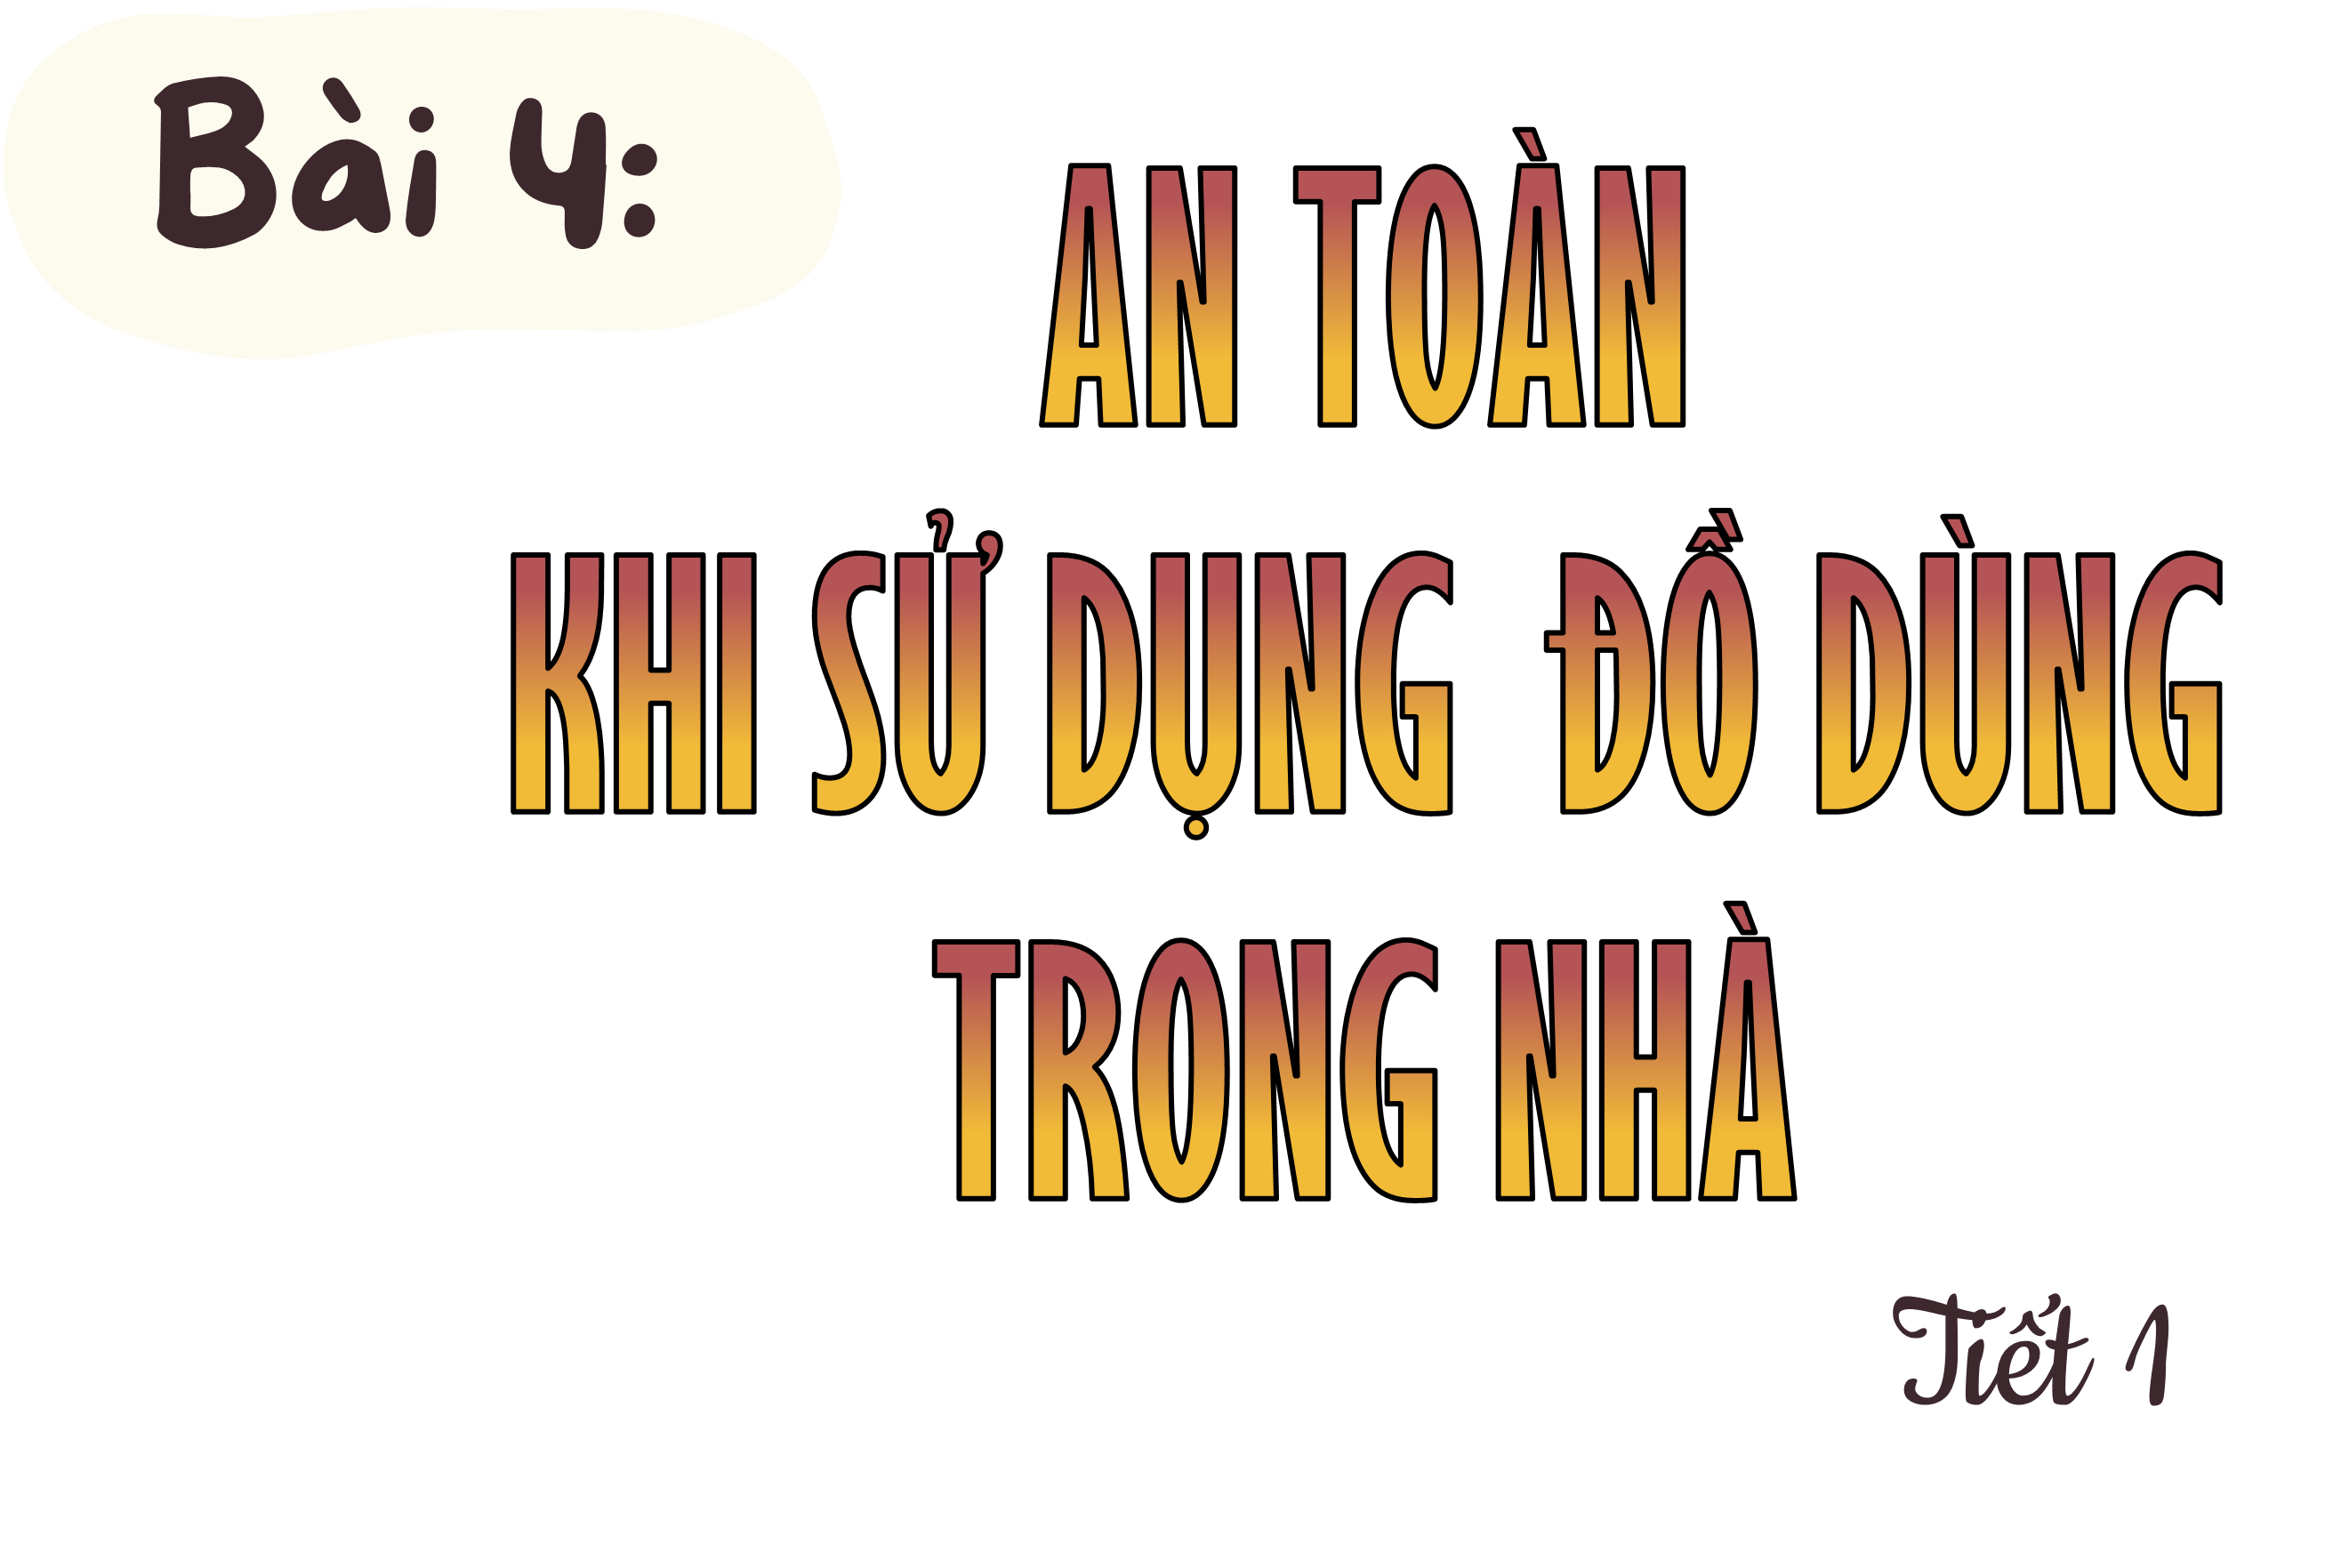 Bài 4:
AN TOÀN
KHI SỬ DỤNG ĐỒ DÙNG
TRONG NHÀ
Tiết 1